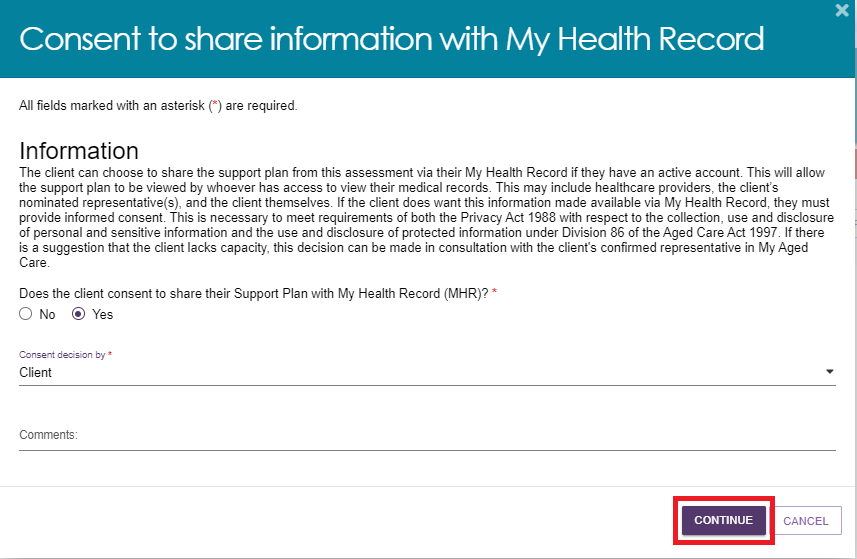 Consent to share information with My Health Record
All fields marked with an asterisk (*) are required.
Information
The client can choose to share the support plan from this assessment via their My Health Record if they have an active account. This will allow
the support plan to be viewed by whoever has access to view their medical records. This may include healthcare providers, the client's
nominated representative(s), and the client themselves. If the client does want this information made available via My Health Record, they must
provide informed consent. This is necessary to meet requirements of both the Privacy Act 1988 with respect to the collection, use and disclosure
of personal and sensitive information and the use and disclosure of protected information under Division 86 of the Aged Care Act 1997. If there
is a suggestion that the client lacks capacity, this decision can be made in consultation with the client's confirmed representative in My Aged
Care.
Does the client consent to share their Support Plan with My Health Record (MHR)? *
No Yes
Consent decision by *
Client
Comments:
CONTINUE CANCEL